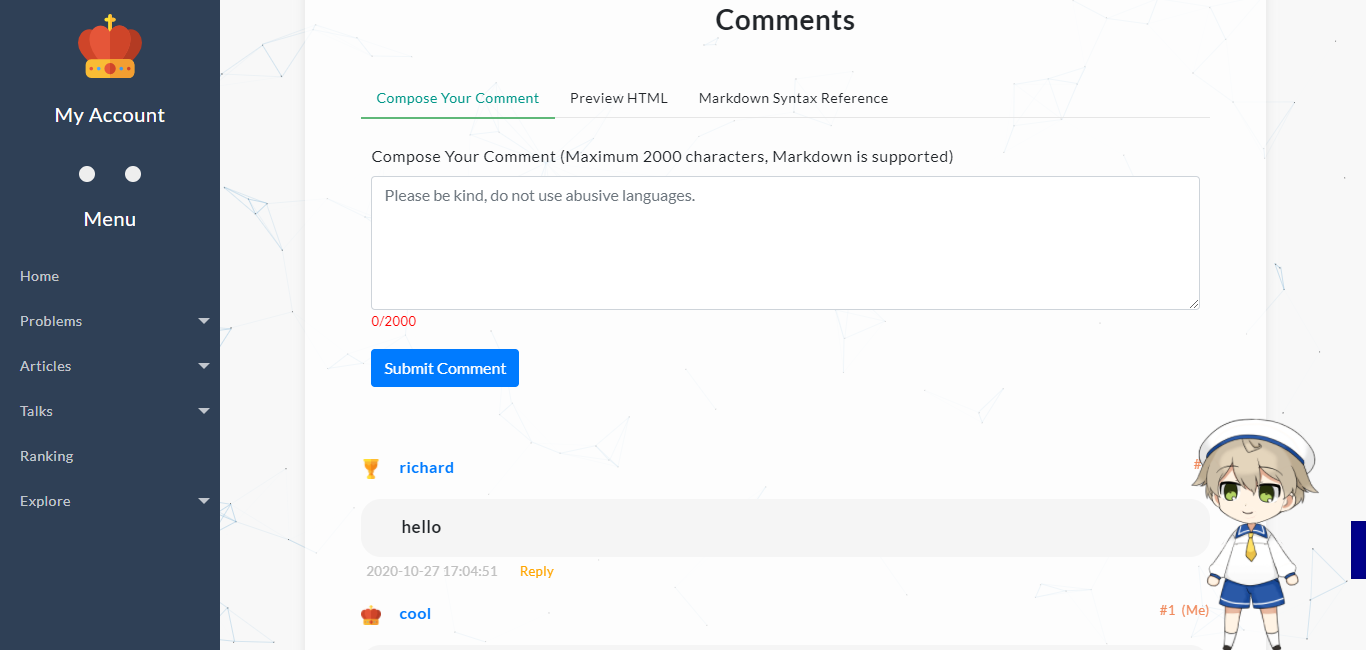 My Account
Menu
Home
Problems
Articles
Talks
Ranking
Explore
Comments
Compose Your Comment
Preview HTML
Markdown Syntax Reference
Compose Your Comment (Maximum 2000 characters, Markdown is supported)
Please be kind, do not use abusive languages.
0/2000
Submit Comment
richard
#
hello
2020-10-27 17:04:51 Reply
cool
#1 (Me)